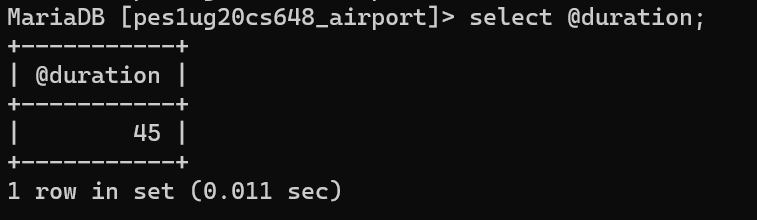 MariaDB [pes1ug20cs648_airport]> select @duration;
+-----------+
| @duration |
+-----------+
|        45 |
+-----------+
1 row in set (0.011 sec)